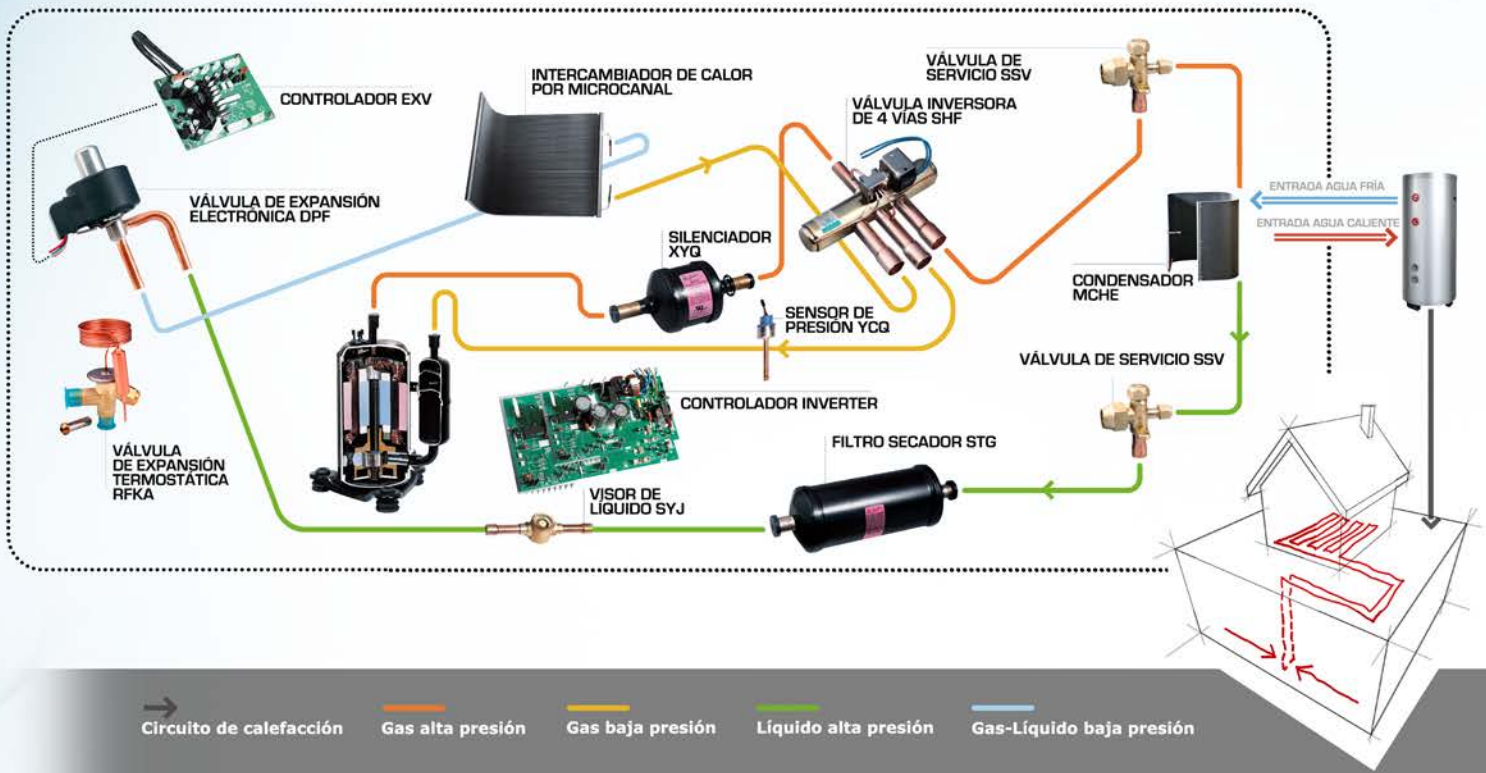 CONTROLADOR EXV
INTERCAMBIADOR DE CALOR
POR MICROCANAL
VÁLVULA DE
SERVICIO SSV
VÁLVULA INVERSORA
DE 4 VÍAS SHF
VÁLVULA DE EXPANSIÓN
ELECTRÓNICA DPF
ENTRADA AGUA FRÍA
ENTRADA AGUA CALIENTE
SILENCIADOR
XYQ
CONDENSADOR
MCHE
SENSOR DE
PRESIÓN YCQ
VÁLVULA DE SERVICIO SSV
CONTROLADOR INVERTER
VÁLVULA
DE EXPANSIÓN
TERMOSTÁTICA
RFKA
FILTRO SECADOR STG
VISOR DE
LÍQUIDO SYJ
Circuito de calefacción
Gas alta presión
Gas baja presión
Líquido alta presión
Gas-Líquido baja presión